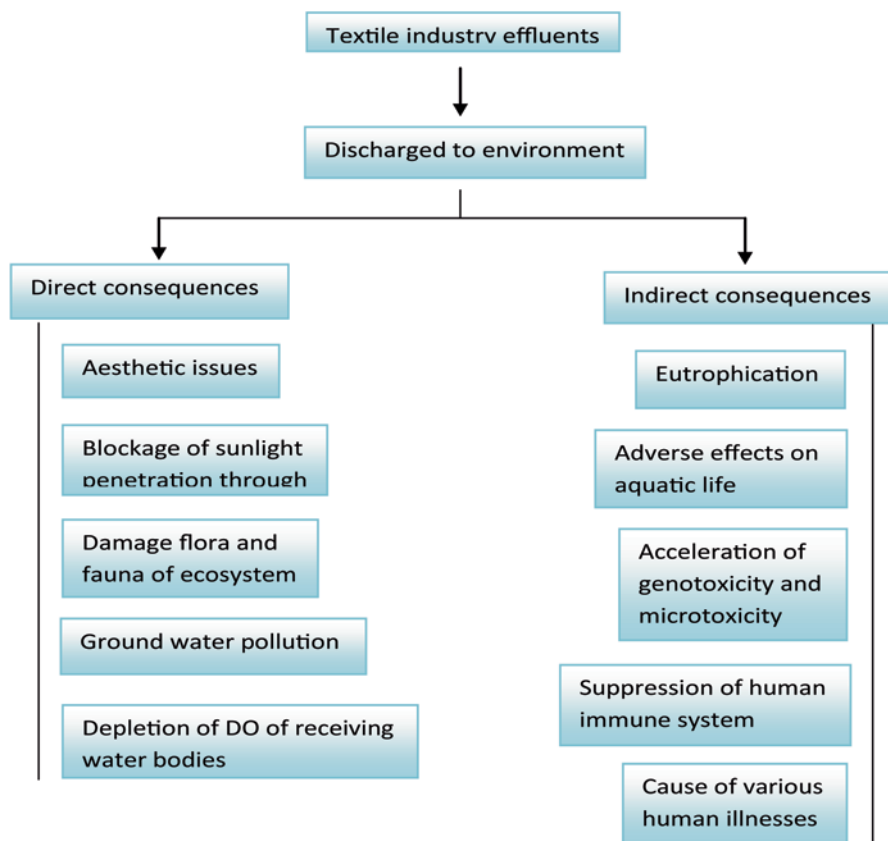 Textile industry effluents
Discharged to environment
Direct consequences
Aesthetic issues
Blockage of sunlight
penetration through
Damage flora and
fauna of ecosystem
Ground water pollution
Depletion of DO of receiving
water bodies
Indirect consequences
Eutrophication
Adverse effects on
aquatic life
Acceleration of
genotoxicity and
microtoxicity
Suppression of human
immune system
Cause of various
human illnesses